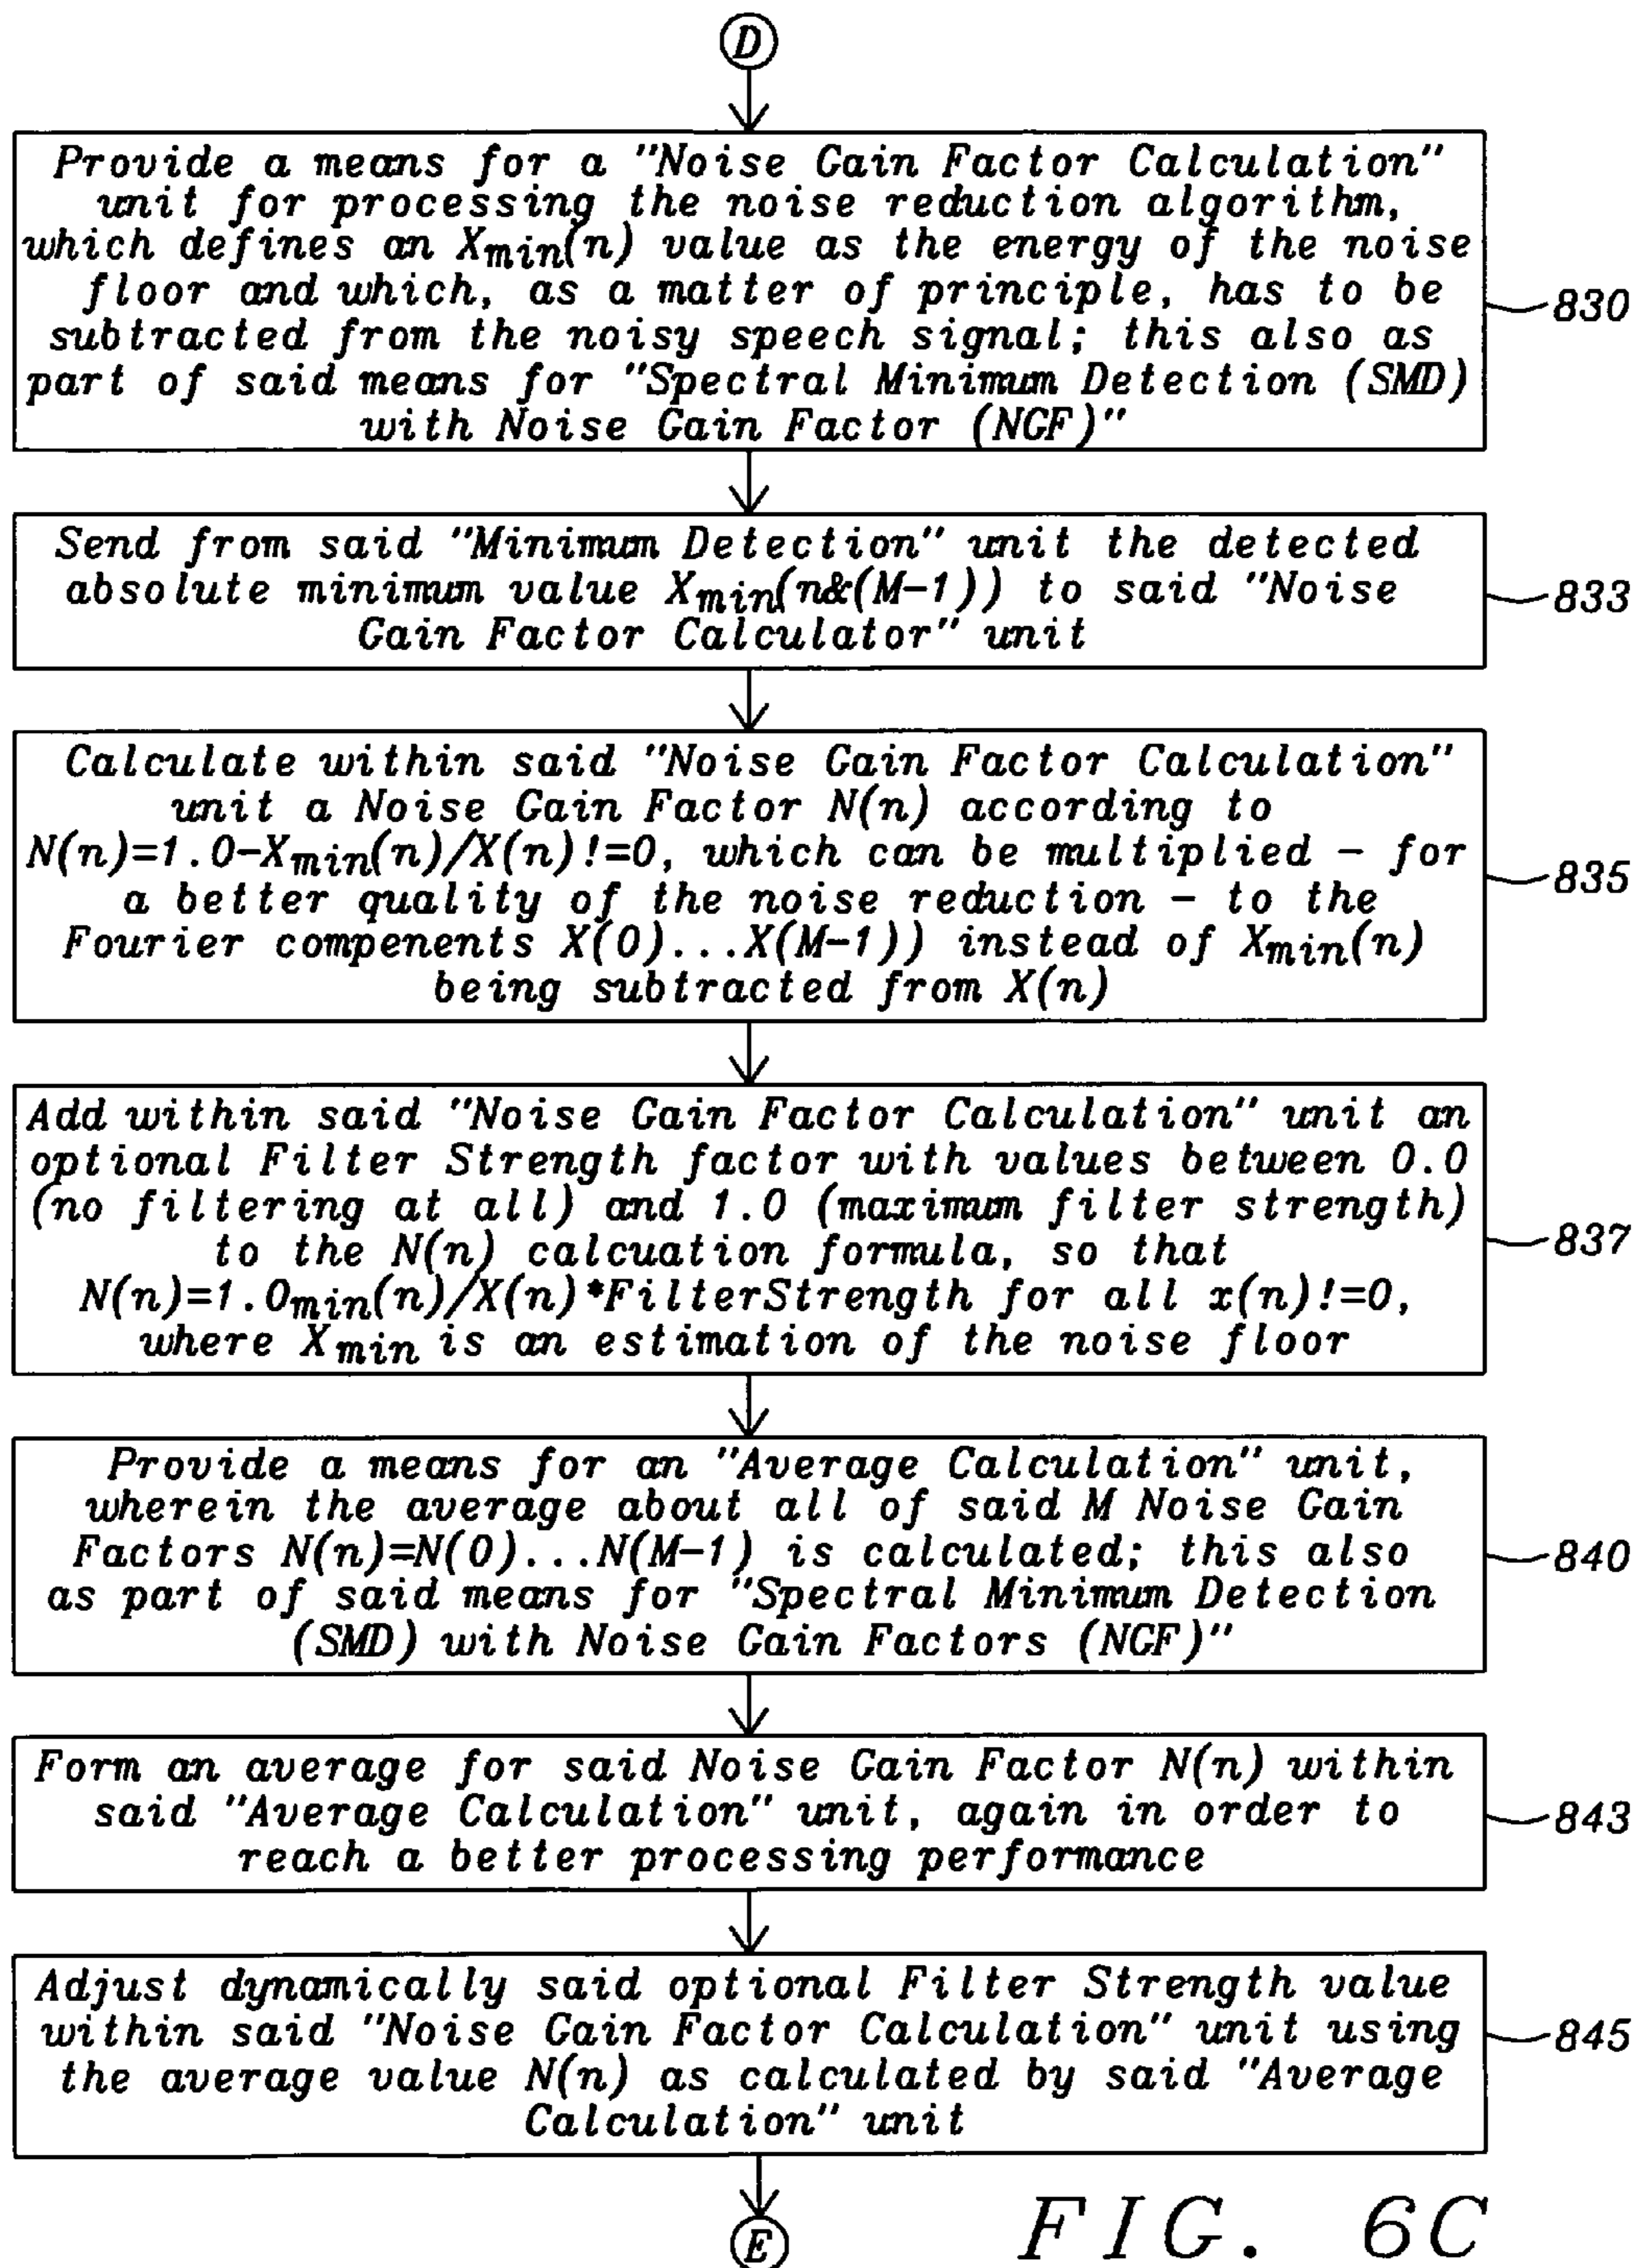 D
Provide a means for a "Noise Gain Factor Calculation"
unit for processing the noise reduction algorithm,
which defines an Xmin(n) value as the energy of the noise
floor and which, as a matter of principle, has to be
subtracted from the noisy speech signal; this also as
part of said means for "Spectral Minimum Detection (SMD)
with Noise Gain Factor (NGF)"
830
Send from said "Minimum Detection" unit the detected
absolute minimum value Xmin(n&(M-1)) to said "Noise
Gain Factor Calculator" unit
833
Calculate within said "Noise Gain Factor Calculation"
unit a Noise Gain Factor N(n) according to
N(n)=1.0-Xmin(n)/X(n)!=0, which can be multiplied - for
a better quality of the noise reduction - to the
Fourier compenents X(0)...X(M-1)) instead of Xmin(n)
being subtracted from X(n)
835
Add within said "Noise Gain Factor Calculation" unit an
optional Filter Strength factor with values between 0.0
(no filtering at all) and 1.0 (maximum filter strength)
to the N(n) calcuation formula, so that
N(n)=1.0min(n)/X(n)*FilterStrength for all x(n)!=0,
where Xmin is an estimation of the noise floor
837
Provide a means for an "Average Calculation" unit,
wherein the average about all of said M Noise Gain
Factors N(n)=N(0)...N(M-1) is calculated; this also
as part of said means for "Spectral Minimum Detection
(SMD) with Noise Gain Factors (NGF)"
840
Form an average for said Noise Gain Factor N(n) within
said "Average Calculation" unit, again in order to
reach a better processing performance
843
Adjust dynamically said optional Filter Strength value
within said "Noise Gain Factor Calculation" unit using
the average value N(n) as calculated by said "Average
Calculation" unit
845
E
FIG. 6C